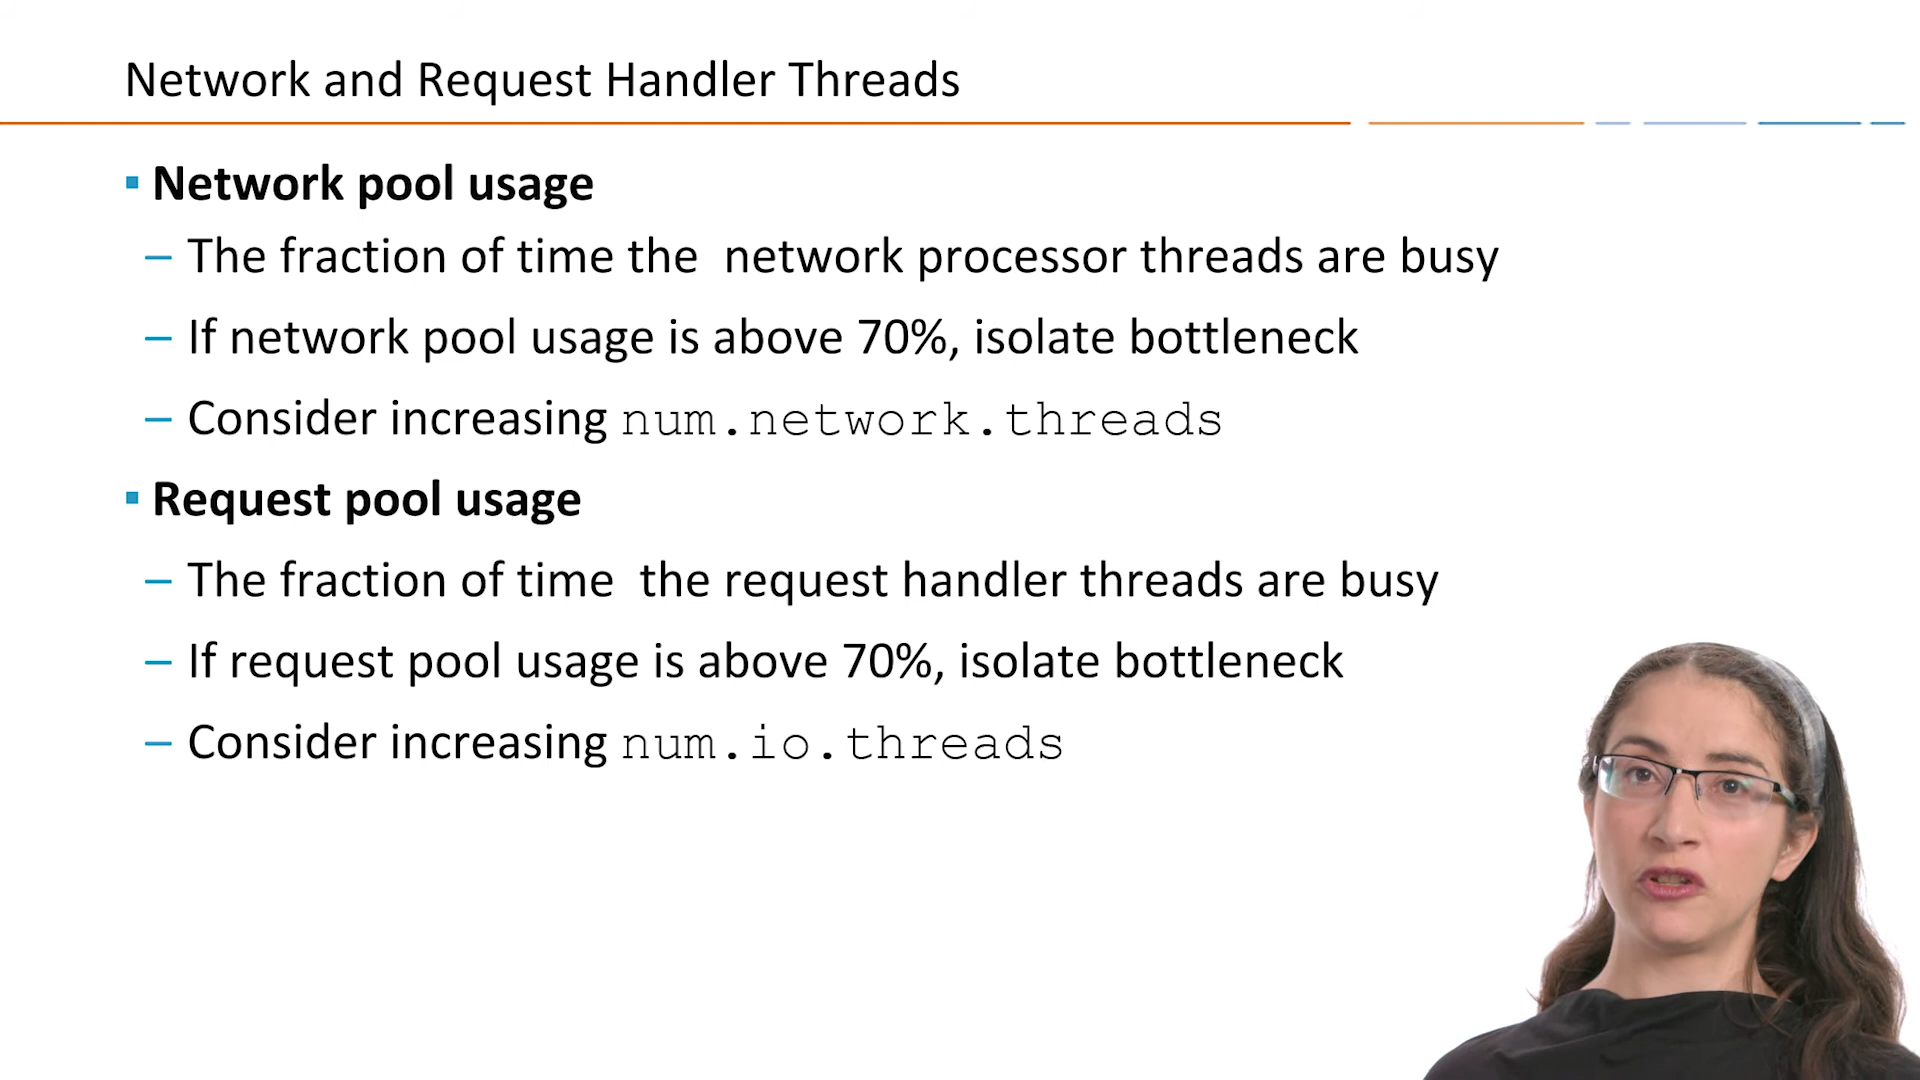 Network and Request Handler Threads
▪ Network pool usage
– The fraction of time the  network processor threads are busy
– If network pool usage is above 70%, isolate bottleneck
– Consider increasing num.network.threads
▪ Request pool usage
– The fraction of time  the request handler threads are busy
– If request pool usage is above 70%, isolate bottleneck
– Consider increasing num.io.threads